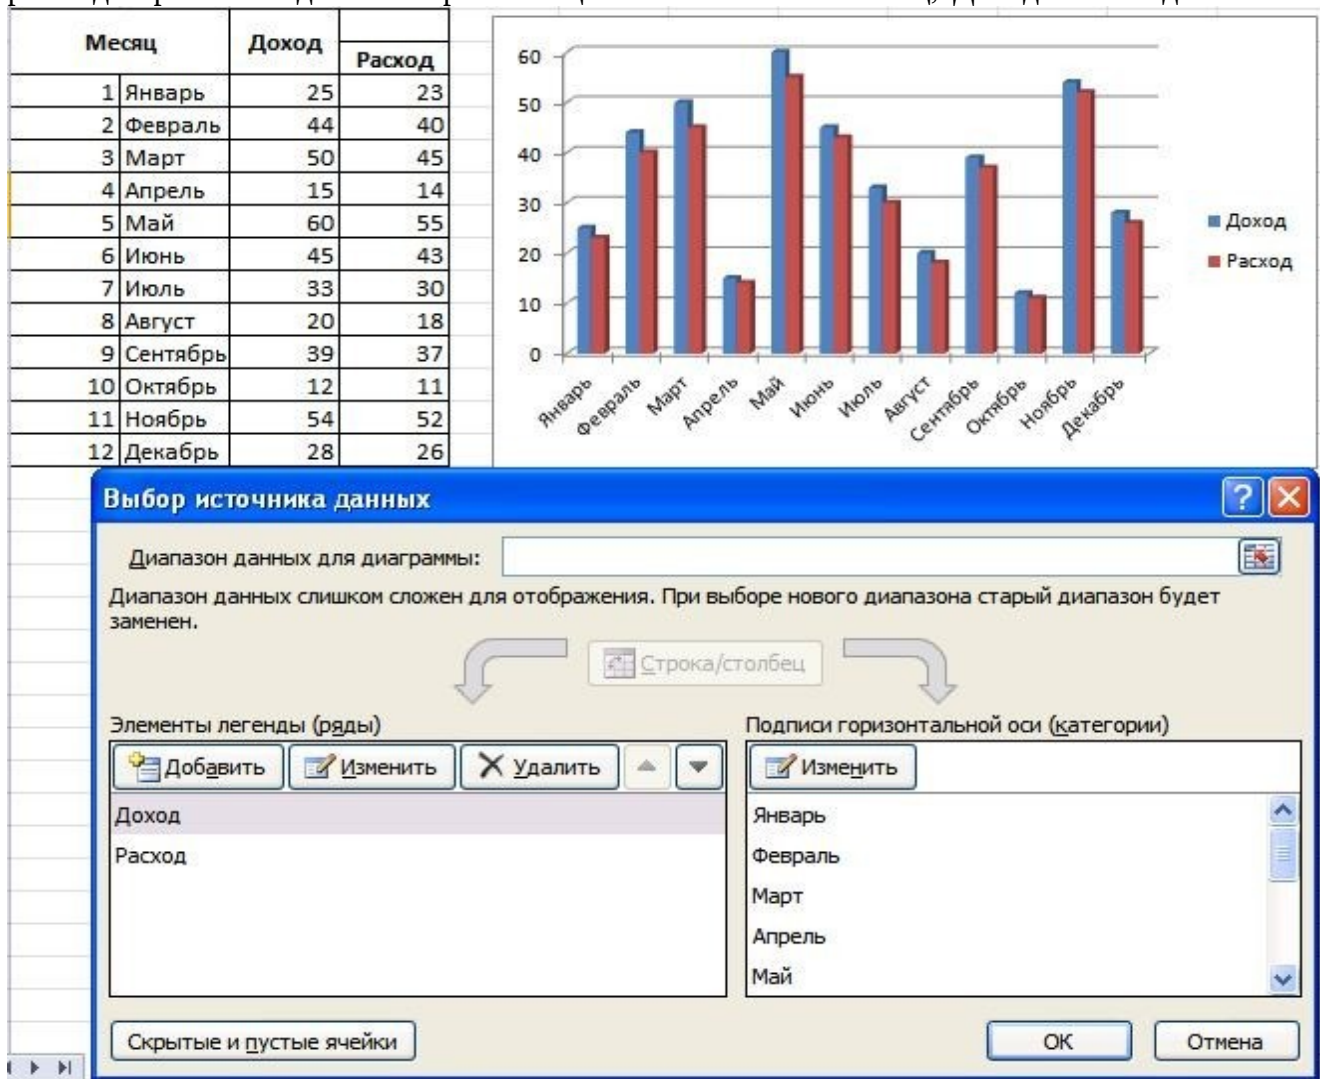 Месяц Доход Расход
1 Январь 25 23
2 Февраль 44 40
3 Март 50 45
4 Апрель 15 14
5 Май 60 55
6 Июнь 45 43
7 Июль 33 30
8 Август 20 18
9 Сентябрь 39 37
10 Октябрь 12 11
11 Ноябрь 54 52
12 Декабрь 28 26
60
50
40
30
20
10
0
Январь Февраль Март Апрель Май Июнь Июль Август Сентябрь Октябрь Ноябрь Декабрь
Доход
Расход
Выбор источника данных
Диапазон данных для диаграммы:
Диапазон данных слишком сложен для отображения. При выборе нового диапазона старый диапазон будет
заменен.
Строка/столбец
Элементы легенды (ряды)
Добавить Изменить Удалить
Доход
Расход
Подписи горизонтальной оси (категории)
Изменить
Январь
Февраль
Март
Апрель
Май
Скрытые и пустые ячейки
ОК Отмена